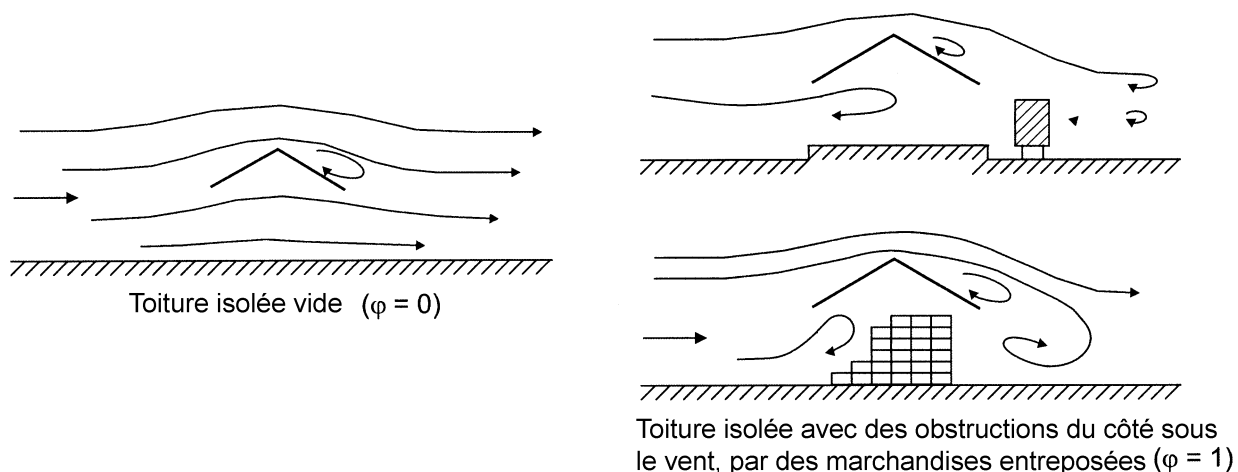 Toiture isolée vide (φ = 0)
Toiture isolée avec des obstructions du côté sous
le vent, par des marchandises entreposées (φ = 1)